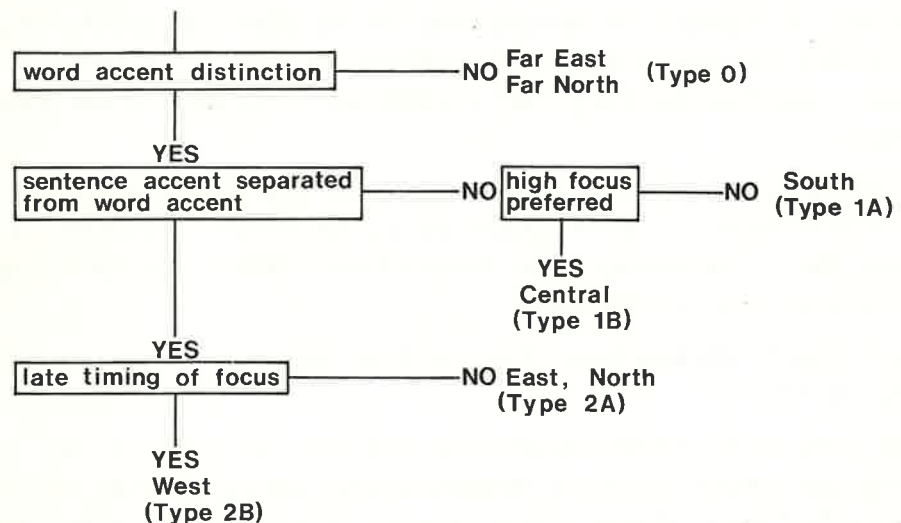 word accent distinction
NO
Far East
Far North
(Type 0)
YES
sentence accent separated
from word accent
NO
high focus
preferred
NO
South
(Type 1A)
YES
Central
(Type 1B)
YES
late timing of focus
NO
East, North
(Type 2A)
YES
West
(Type 2B)